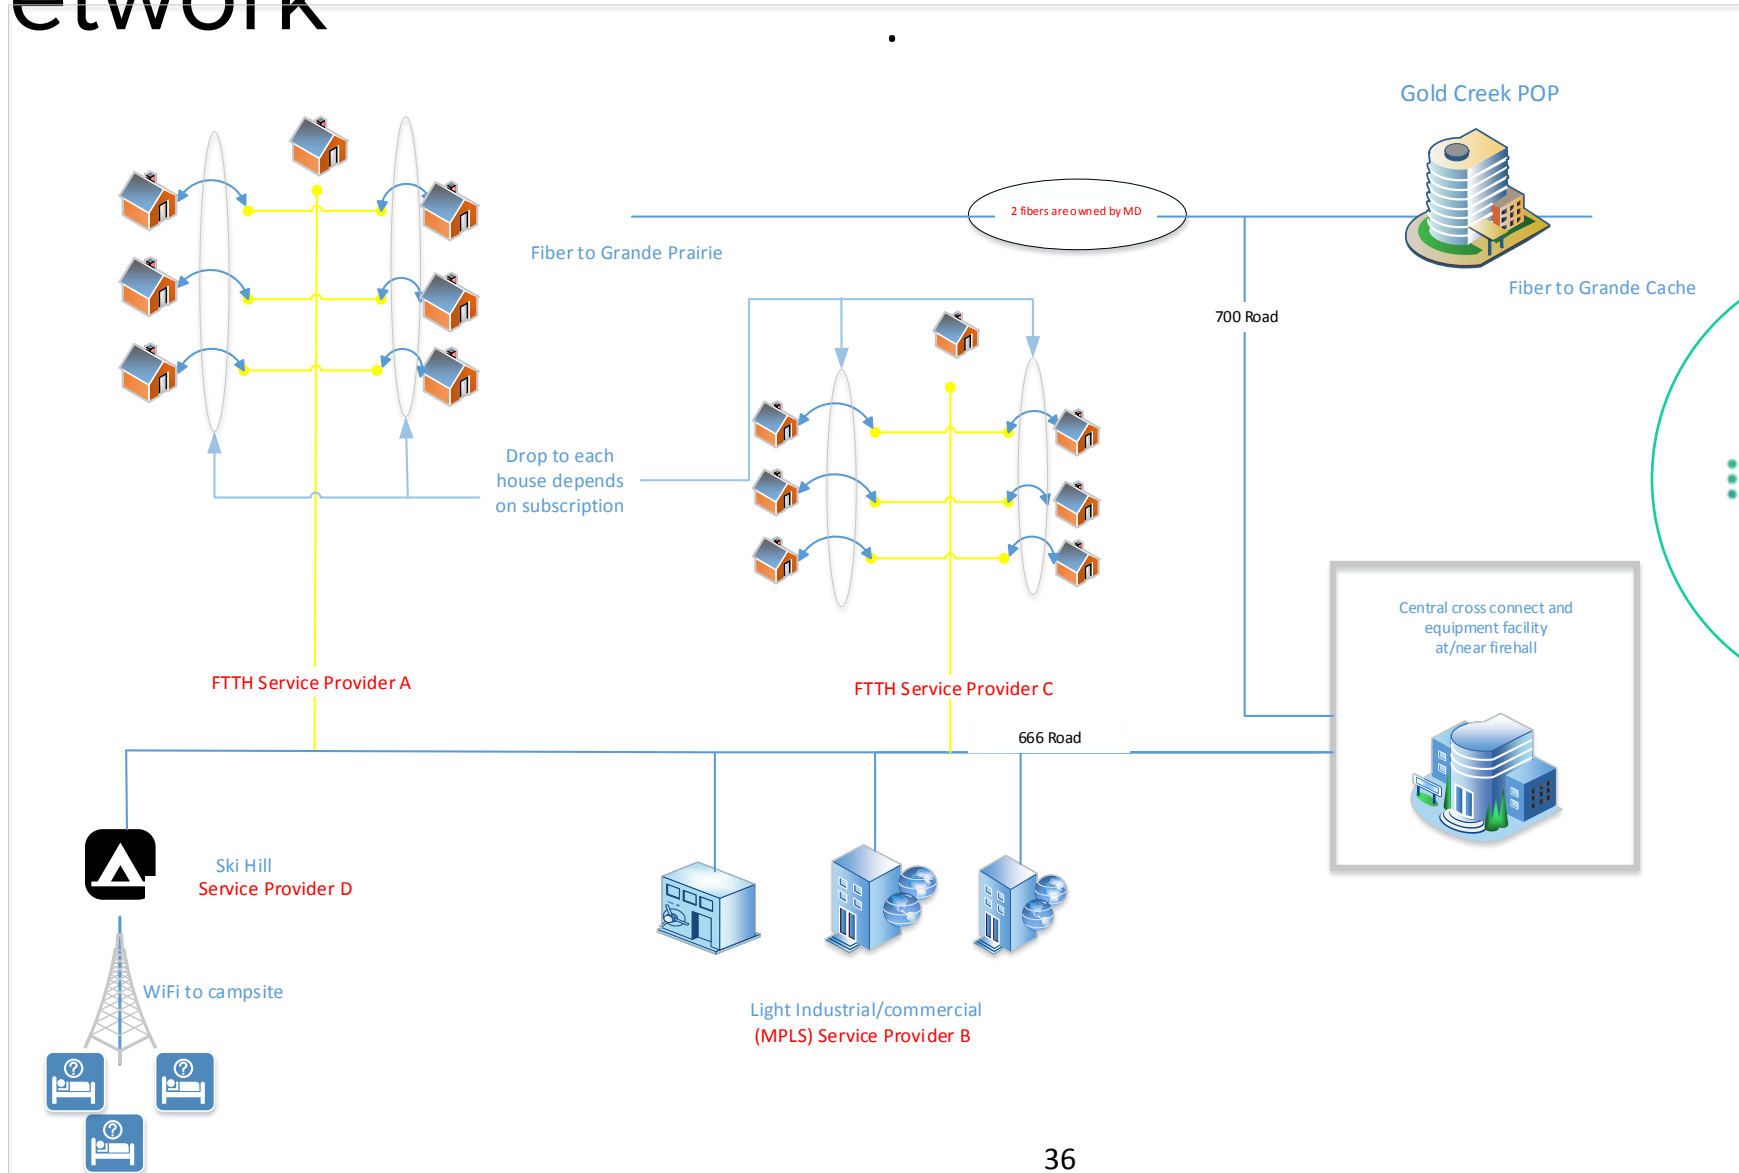 etwork
.
Gold Creek POP
2 fibers are owned by MD
Fiber to Grande Prairie
Fiber to Grande Cache
700 Road
Drop to each
house depends
on subscription
Central cross connect and
equipment facility
at/near firehall
FTTH Service Provider A
FTTH Service Provider C
666 Road
Ski Hill
Service Provider D
WiFi to campsite
Light Industrial/commercial
(MPLS) Service Provider B
?
?
?
36